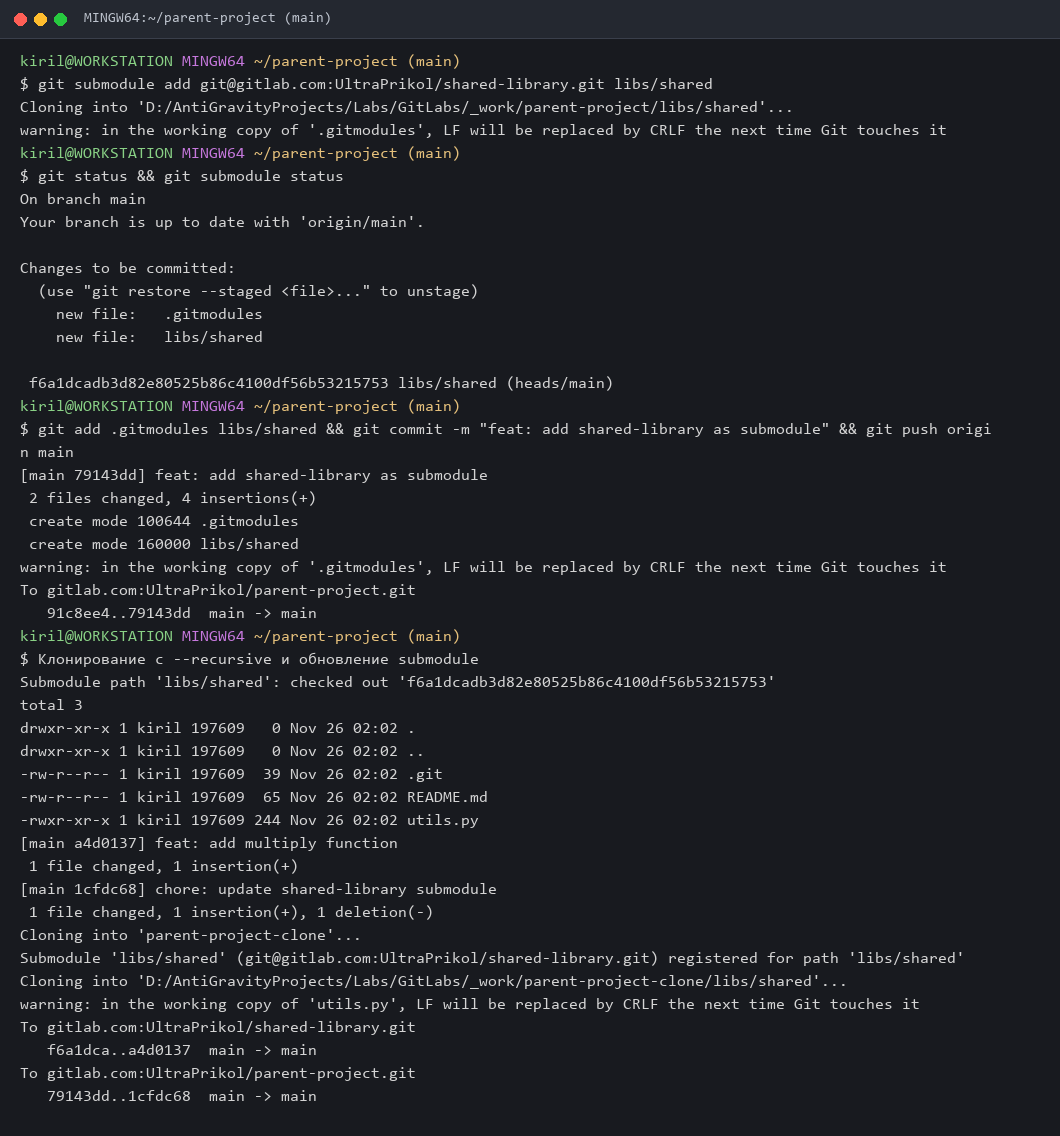 MINGW64:~/parent-project (main)
kiril@WORKSTATION MINGW64 ~/parent-project (main)
$ git submodule add git@gitlab.com:UltraPrikol/shared-library.git libs/shared
Cloning into 'D:/AntiGravityProjects/Labs/GitLabs/_work/parent-project/libs/shared'...
warning: in the working copy of '.gitmodules', LF will be replaced by CRLF the next time Git touches it
kiril@WORKSTATION MINGW64 ~/parent-project (main)
$ git status && git submodule status
On branch main
Your branch is up to date with 'origin/main'.

Changes to be committed:
  (use "git restore --staged <file>..." to unstage)
    new file:   .gitmodules
    new file:   libs/shared

 f6a1dcadb3d82e80525b86c4100df56b53215753 libs/shared (heads/main)
kiril@WORKSTATION MINGW64 ~/parent-project (main)
$ git add .gitmodules libs/shared && git commit -m "feat: add shared-library as submodule" && git push origi
n main
[main 79143dd] feat: add shared-library as submodule
 2 files changed, 4 insertions(+)
 create mode 100644 .gitmodules
 create mode 160000 libs/shared
warning: in the working copy of '.gitmodules', LF will be replaced by CRLF the next time Git touches it
To gitlab.com:UltraPrikol/parent-project.git
   91c8ee4..79143dd  main -> main
kiril@WORKSTATION MINGW64 ~/parent-project (main)
$ Клонирование с --recursive и обновление submodule
Submodule path 'libs/shared': checked out 'f6a1dcadb3d82e80525b86c4100df56b53215753'
total 3
drwxr-xr-x 1 kiril 197609   0 Nov 26 02:02 .
drwxr-xr-x 1 kiril 197609   0 Nov 26 02:02 ..
-rw-r--r-- 1 kiril 197609  39 Nov 26 02:02 .git
-rw-r--r-- 1 kiril 197609  65 Nov 26 02:02 README.md
-rwxr-xr-x 1 kiril 197609 244 Nov 26 02:02 utils.py
[main a4d0137] feat: add multiply function
 1 file changed, 1 insertion(+)
[main 1cfdc68] chore: update shared-library submodule
 1 file changed, 1 insertion(+), 1 deletion(-)
Cloning into 'parent-project-clone'...
Submodule 'libs/shared' (git@gitlab.com:UltraPrikol/shared-library.git) registered for path 'libs/shared'
Cloning into 'D:/AntiGravityProjects/Labs/GitLabs/_work/parent-project-clone/libs/shared'...
warning: in the working copy of 'utils.py', LF will be replaced by CRLF the next time Git touches it
To gitlab.com:UltraPrikol/shared-library.git
   f6a1dca..a4d0137  main -> main
To gitlab.com:UltraPrikol/parent-project.git
   79143dd..1cfdc68  main -> main